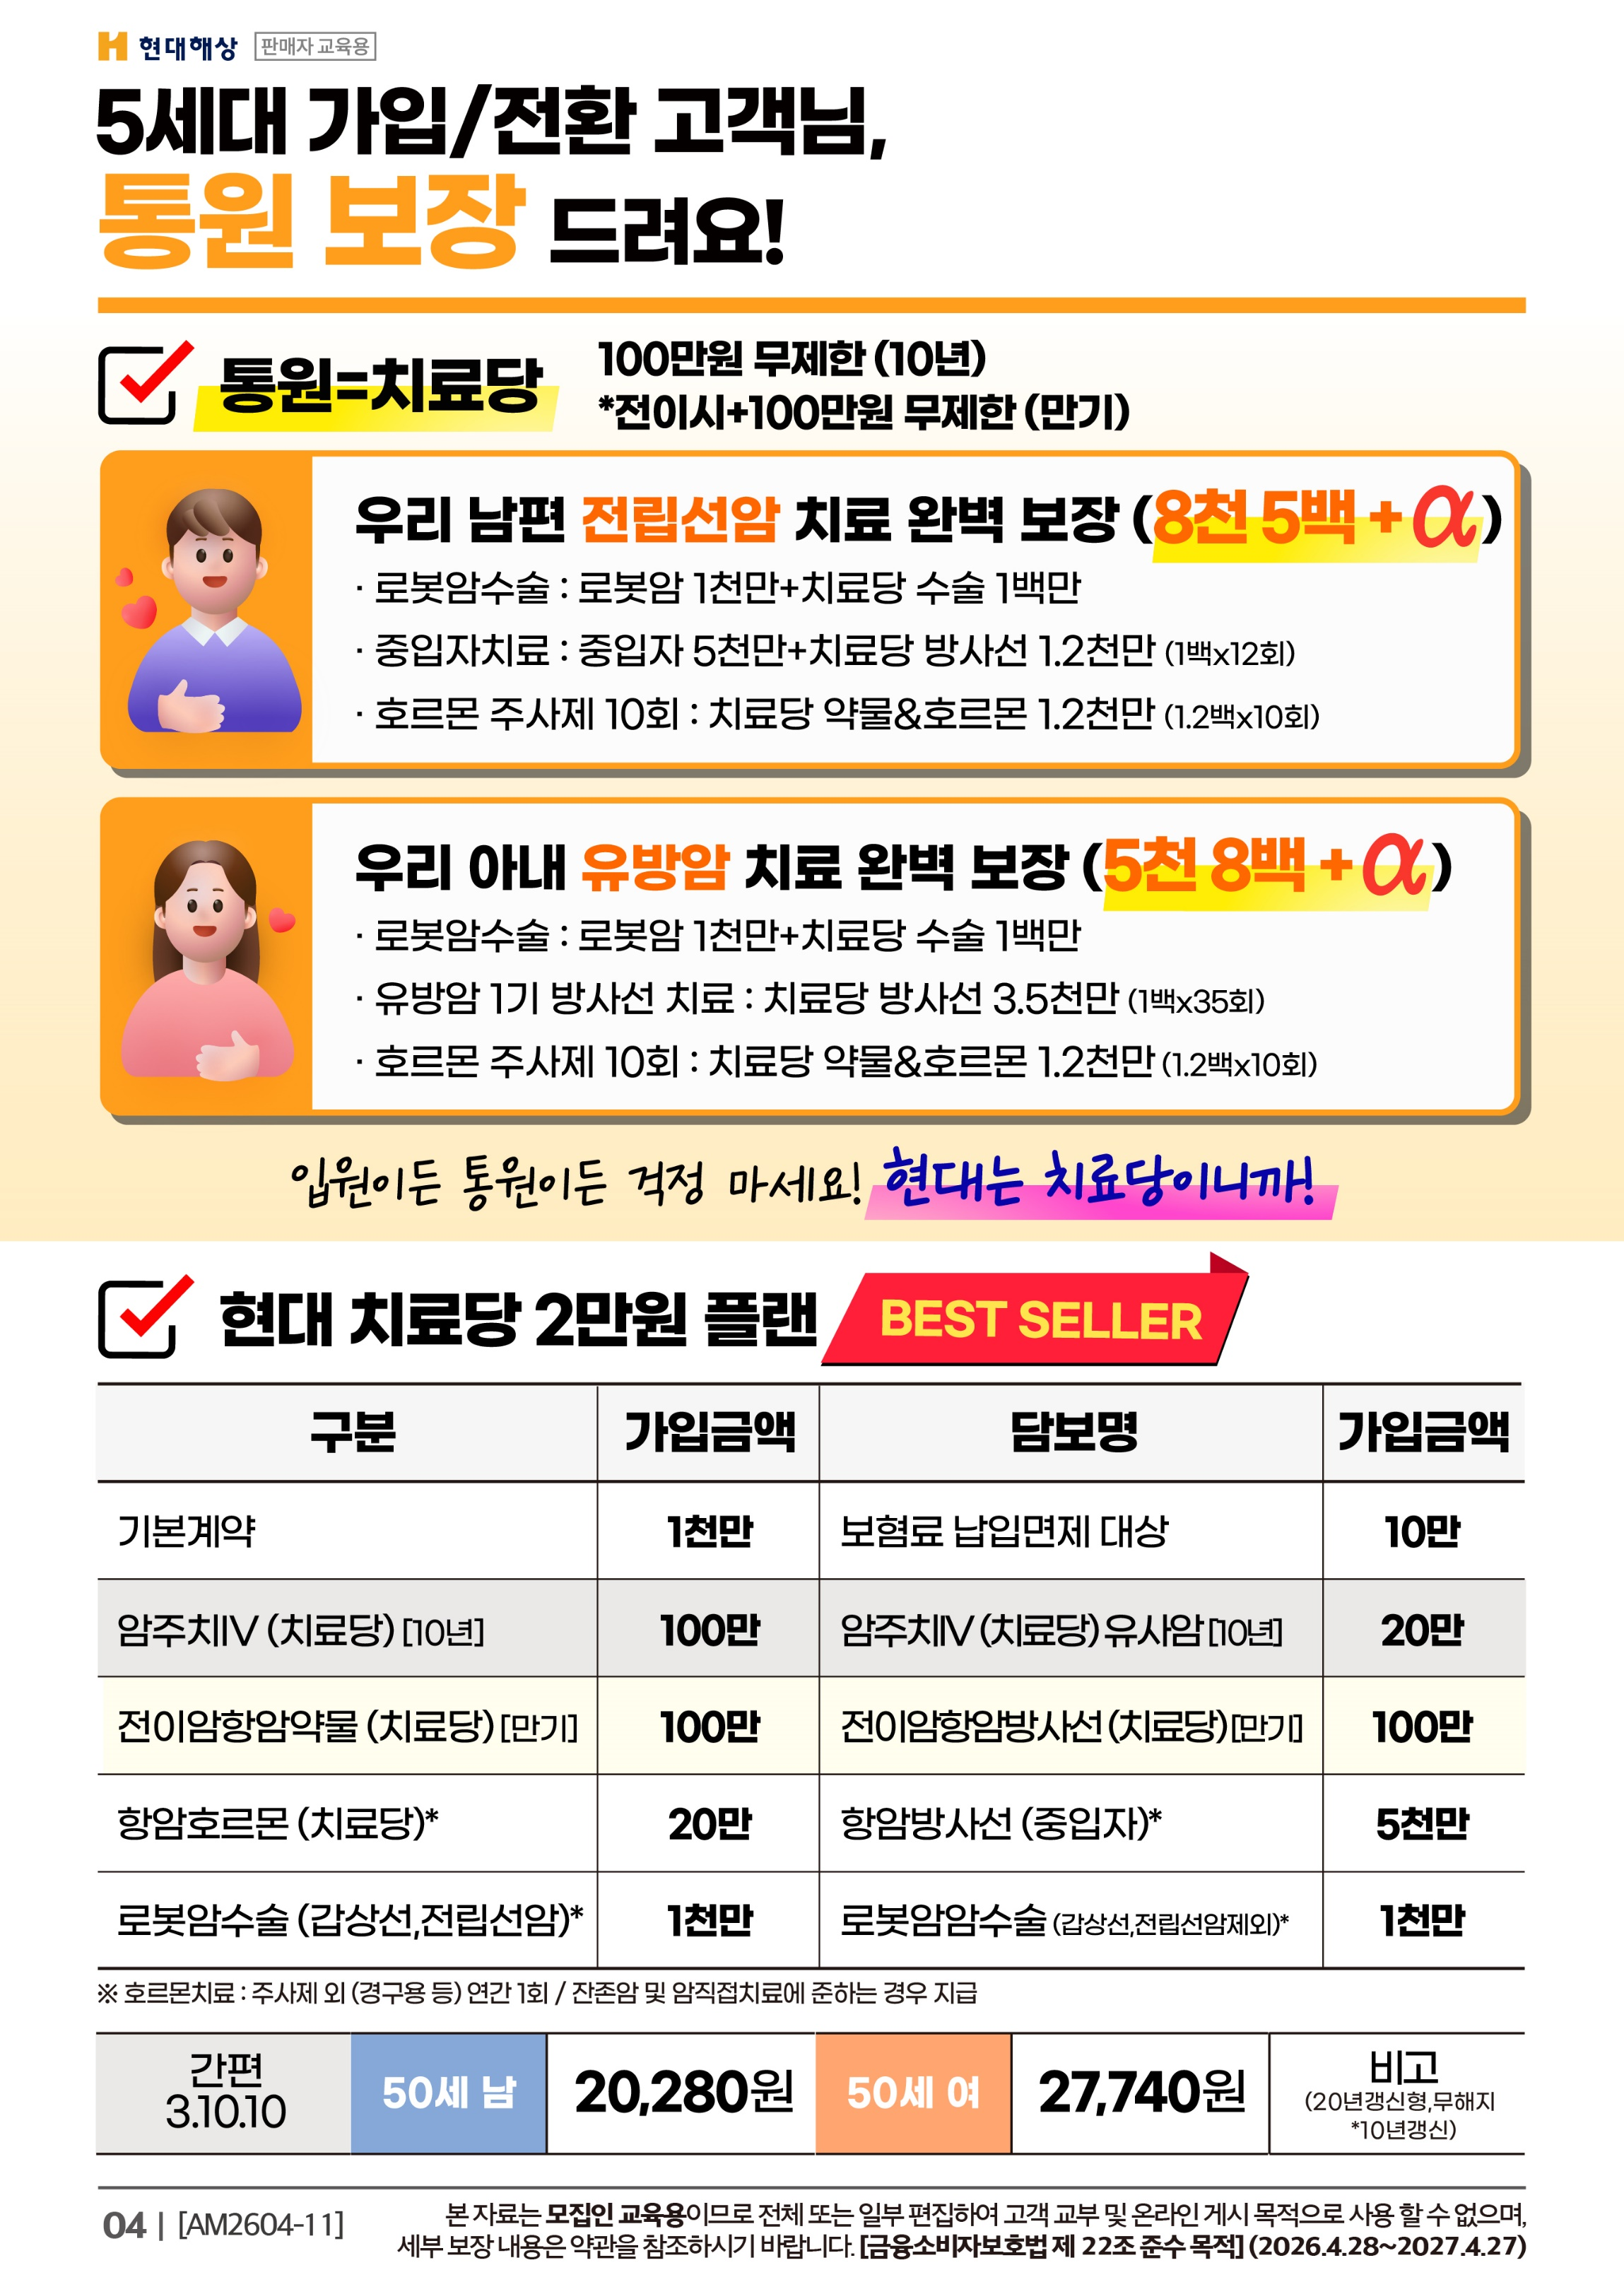 현대해상 판매자 교육용
5세대 가입/전환 고객님,
통원 보장 드려요!
통원=치료당
100만원 무제한 (10년)
*전이시+100만원 무제한 (만기)
우리 남편 전립선암 치료 완벽 보장 (8천 5백 + α)
· 로봇암수술 : 로봇암 1천만+치료당 수술 1백만
· 중입자치료 : 중입자 5천만+치료당 방사선 1.2천만 (1백x12회)
· 호르몬 주사제 10회 : 치료당 약물&호르몬 1.2천만 (1.2백x10회)
우리 아내 유방암 치료 완벽 보장 (5천 8백 + α)
· 로봇암수술 : 로봇암 1천만+치료당 수술 1백만
· 유방암 1기 방사선 치료 : 치료당 방사선 3.5천만 (1백x35회)
· 호르몬 주사제 10회 : 치료당 약물&호르몬 1.2천만 (1.2백x10회)
입원이든 통원이든 걱정 마세요! 현대는 치료당이니까!
현대 치료당 2만원 플랜 BEST SELLER
구분 가입금액 담보명 가입금액
기본계약 1천만 보험료 납입면제 대상 10만
암주치IV (치료당) [10년] 100만 암주치IV (치료당) 유사암 [10년] 20만
전이암항암약물 (치료당) [만기] 100만 전이암항암방사선 (치료당) [만기] 100만
항암호르몬 (치료당)* 20만 항암방사선 (중입자)* 5천만
로봇암수술 (갑상선,전립선암)* 1천만 로봇암암수술 (갑상선,전립선암제외)* 1천만
※ 호르몬치료 : 주사제 외 (경구용 등) 연간 1회 / 잔존암 및 암직접치료에 준하는 경우 지급
간편
3.10.10
50세 남 20,280원 50세 여 27,740원
비고
(20년갱신형,무해지
*10년갱신)
04 | [AM2604-11]
본 자료는 모집인 교육용이므로 전체 또는 일부 편집하여 고객 교부 및 온라인 게시 목적으로 사용 할 수 없으며,
세부 보장 내용은 약관을 참조하시기 바랍니다. [금융소비자보호법 제 22조 준수 목적] (2026.4.28~2027.4.27)